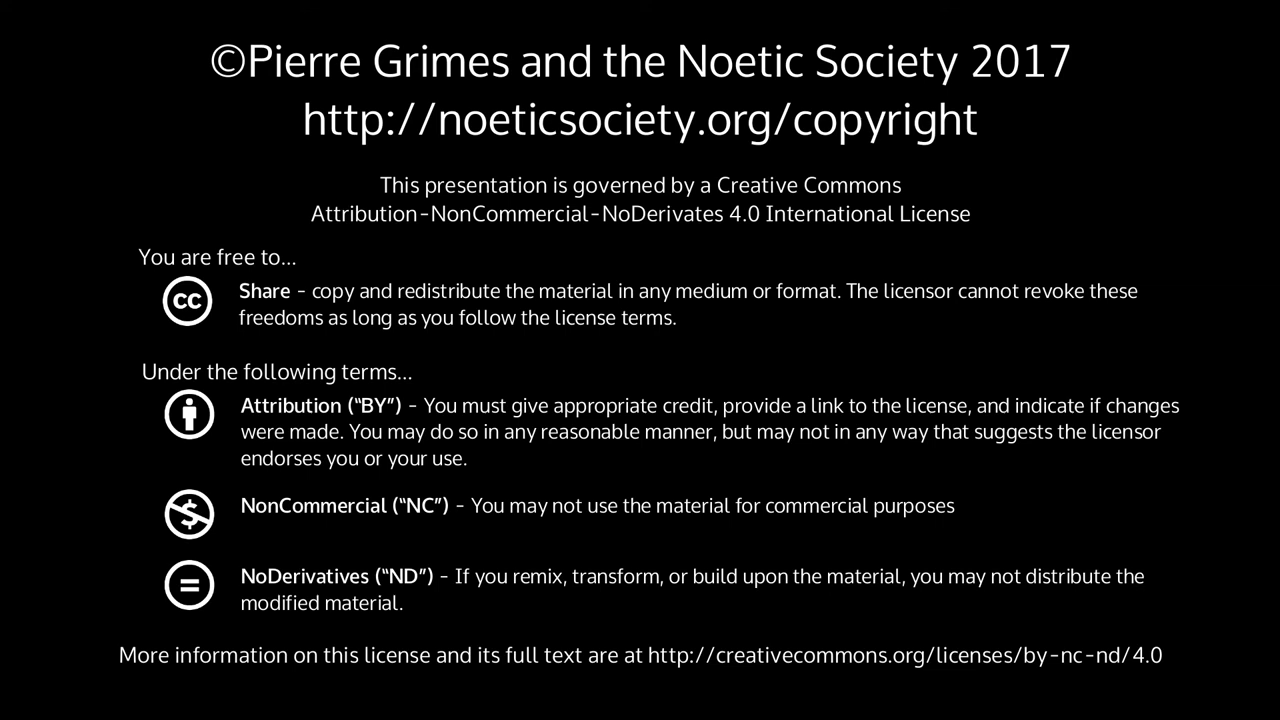 ©Pierre Grimes and the Noetic Society 2017
http://noeticsociety.org/copyright
This presentation is governed by a Creative Commons
Attribution-NonCommercial-NoDerivates 4.0 International License
You are free to...
cc
Share - copy and redistribute the material in any medium or format. The licensor cannot revoke these
freedoms as long as you follow the license terms.
Under the following terms...
Attribution (“BY”) - You must give appropriate credit, provide a link to the license, and indicate if changes
were made. You may do so in any reasonable manner, but may not in any way that suggests the licensor
endorses you or your use.
NonCommercial (“NC”) - You may not use the material for commercial purposes
NoDerivatives (“ND”) - If you remix, transform, or build upon the material, you may not distribute the
modified material.
More information on this license and its full text are at http://creativecommons.org/licenses/by-nc-nd/4.0